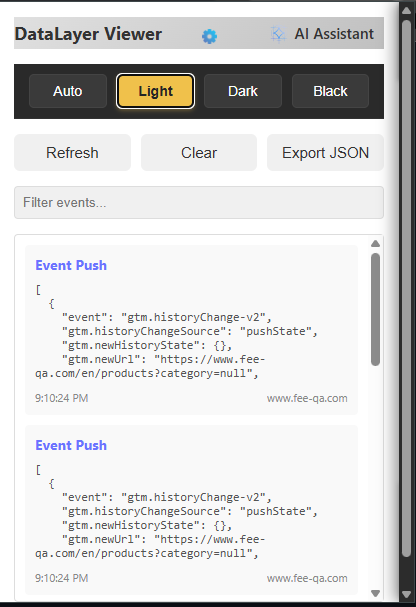 DataLayer Viewer
AI Assistant
Auto
Light
Dark
Black
Refresh
Clear
Export JSON
Filter events...
Event Push
[
  {
    "event": "gtm.historyChange-v2",
    "gtm.historyChangeSource": "pushState",
    "gtm.newHistoryState": {},
    "gtm.newUrl": "https://www.fee-
qa.com/en/products?category=null",
9:10:24 PM
www.fee-qa.com
Event Push
[
  {
    "event": "gtm.historyChange-v2",
    "gtm.historyChangeSource": "pushState",
    "gtm.newHistoryState": {},
    "gtm.newUrl": "https://www.fee-
qa.com/en/products?category=null",
9:10:24 PM
www.fee-qa.com